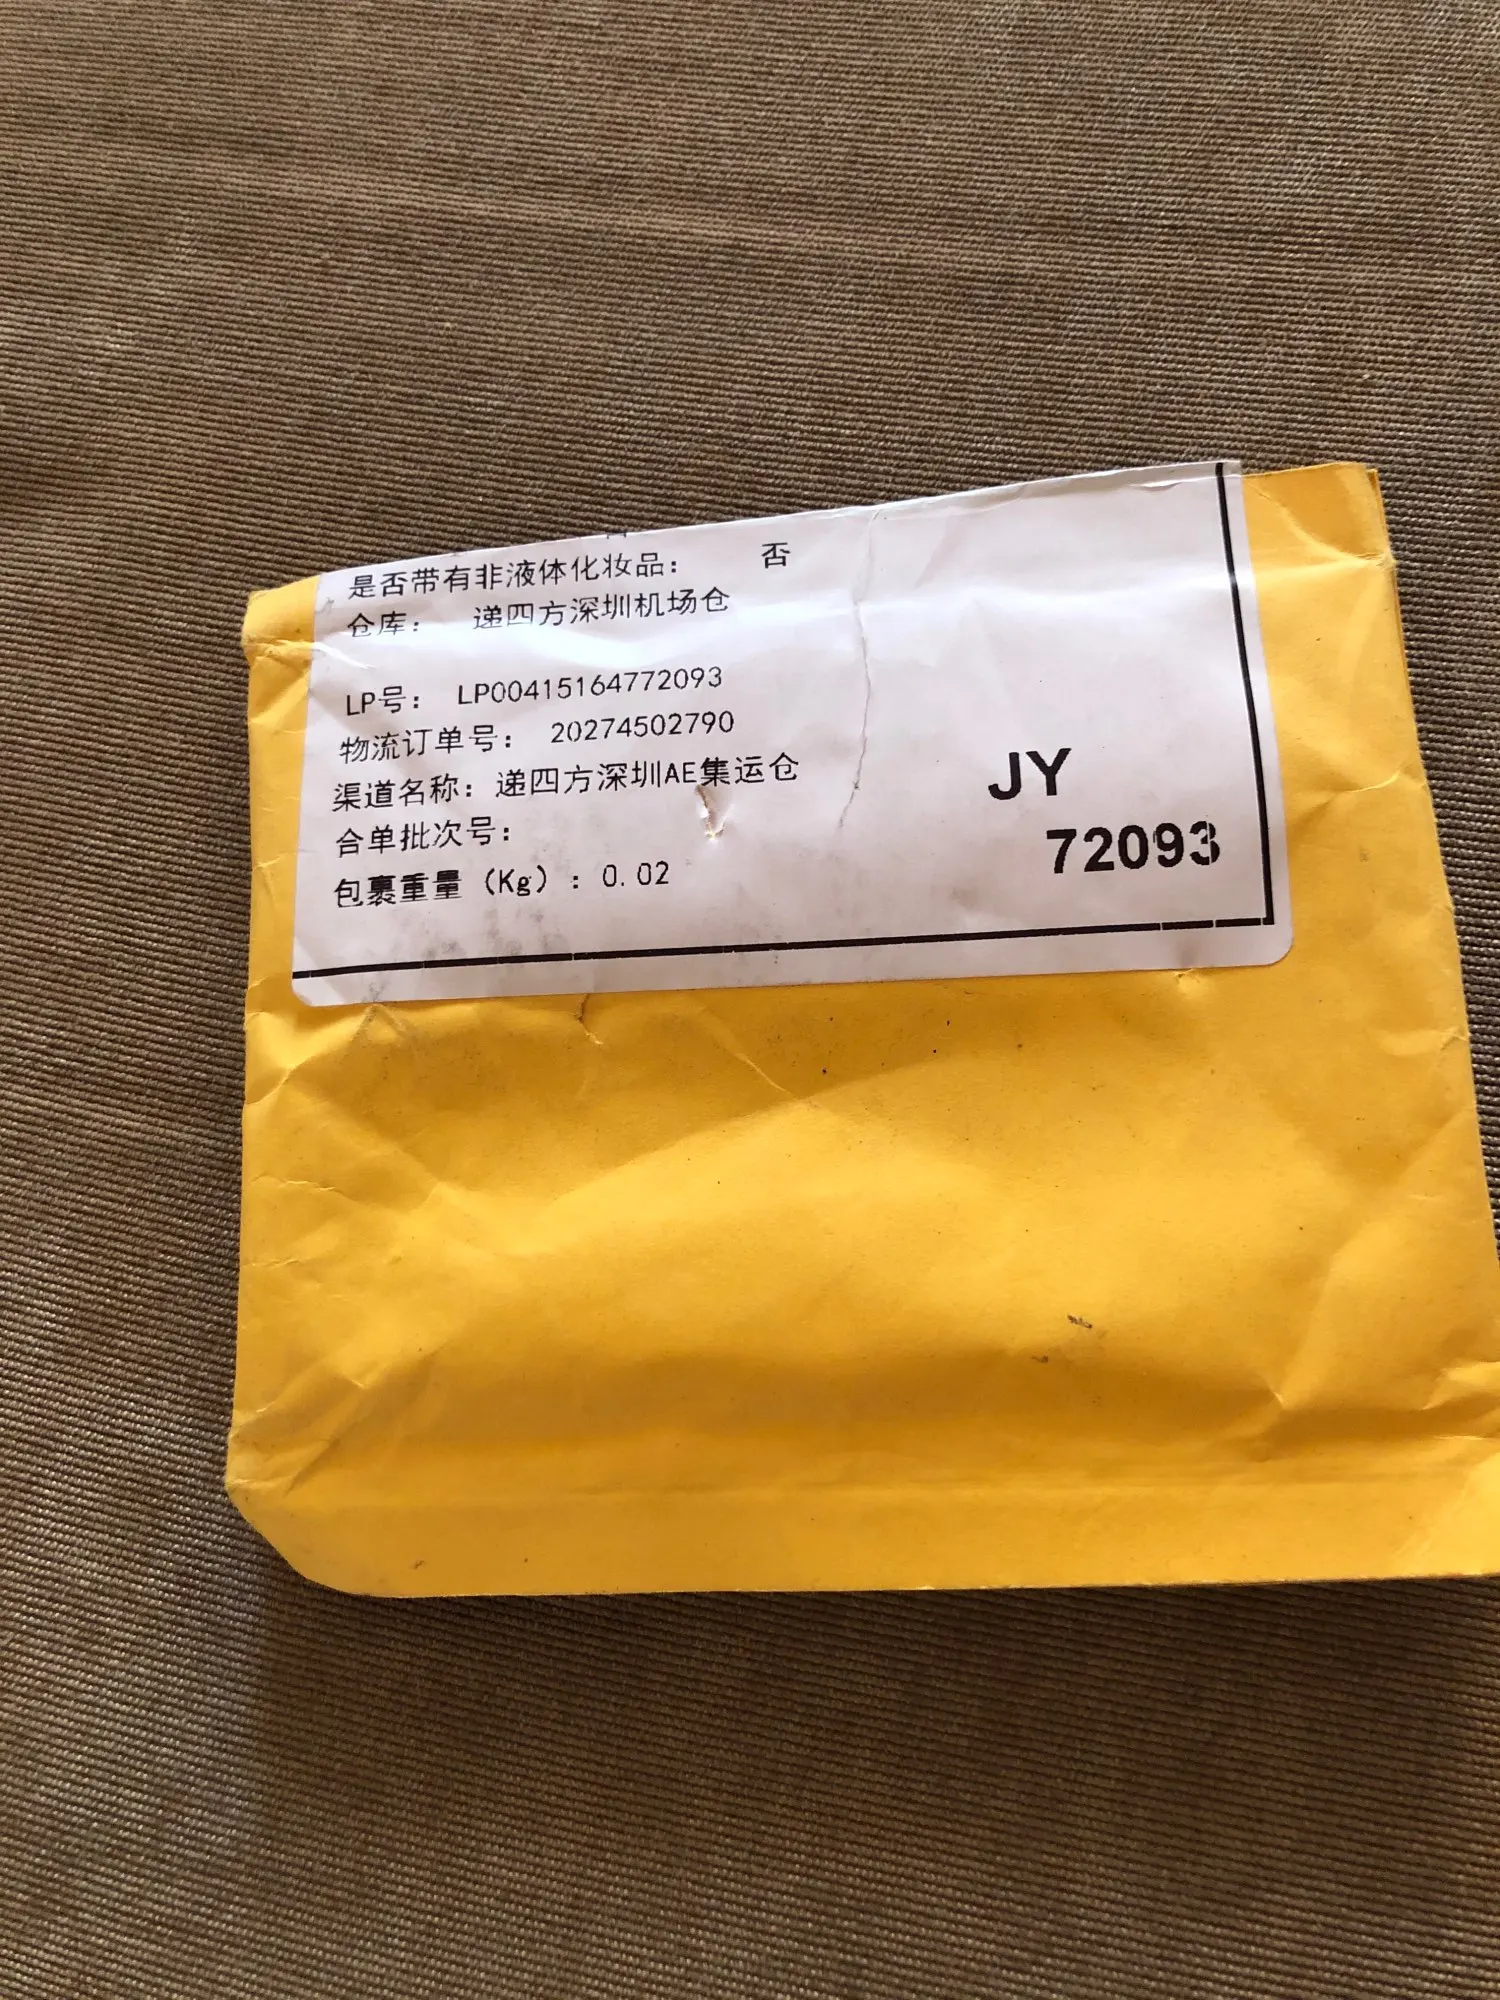 是否带有非液体化妆品： 否
仓库： 递四方深圳机场仓
LP号： LP00415164772093
物流订单号： 20274502790
渠道名称：递四方深圳AE集运仓
合单批次号：
包裹重量（Kg）：0.02
JY
72093